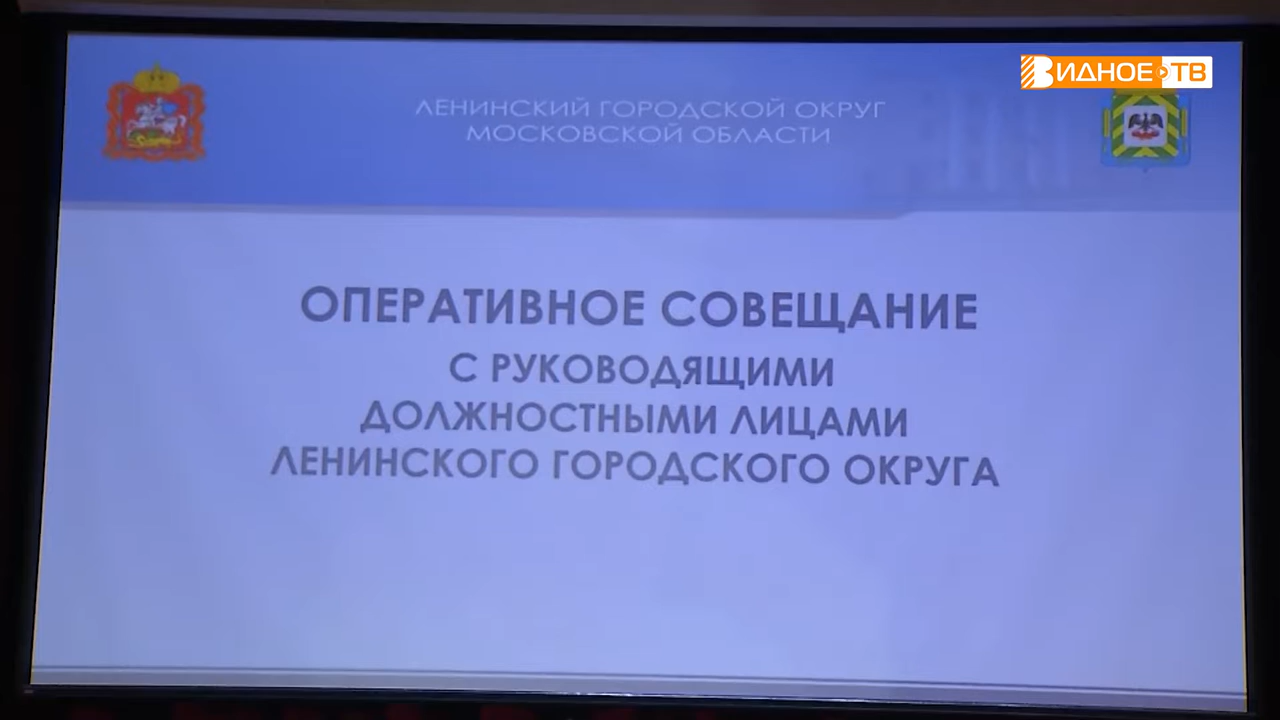 ВИДНОЕ ТВ
ЛЕНИНСКИЙ ГОРОДСКОЙ ОКРУГ
МОСКОВСКОЙ ОБЛАСТИ
ОПЕРАТИВНОЕ СОВЕЩАНИЕ
С РУКОВОДЯЩИМИ
ДОЛЖНОСТНЫМИ ЛИЦАМИ
ЛЕНИНСКОГО ГОРОДСКОГО ОКРУГА